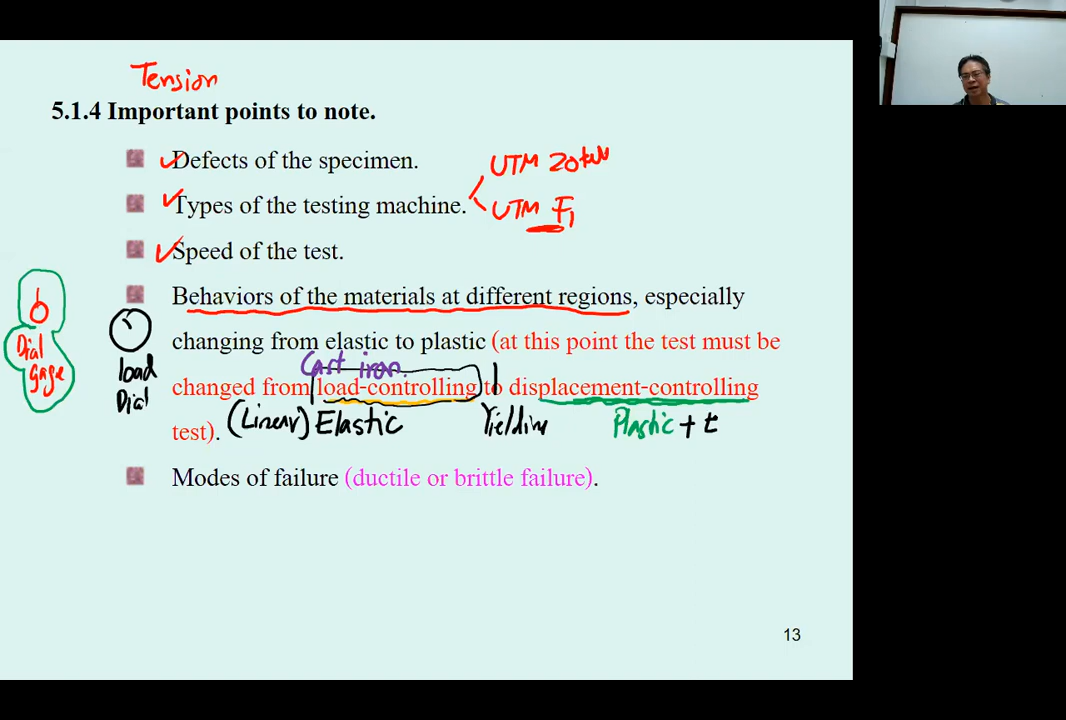 Tension
5.1.4 Important points to note.
Defects of the specimen. UTM 20
Types of the testing machine. UTM F1
Speed of the test.
Behaviors of the materials at different regions, especially
changing from elastic to plastic (at this point the test must be
Cast iron.
changed from load-controlling to displacement-controlling
test). (Linear) Elastic Yielding Plastic + t
Modes of failure (ductile or brittle failure).
Dial
Gage
load
Dial
13